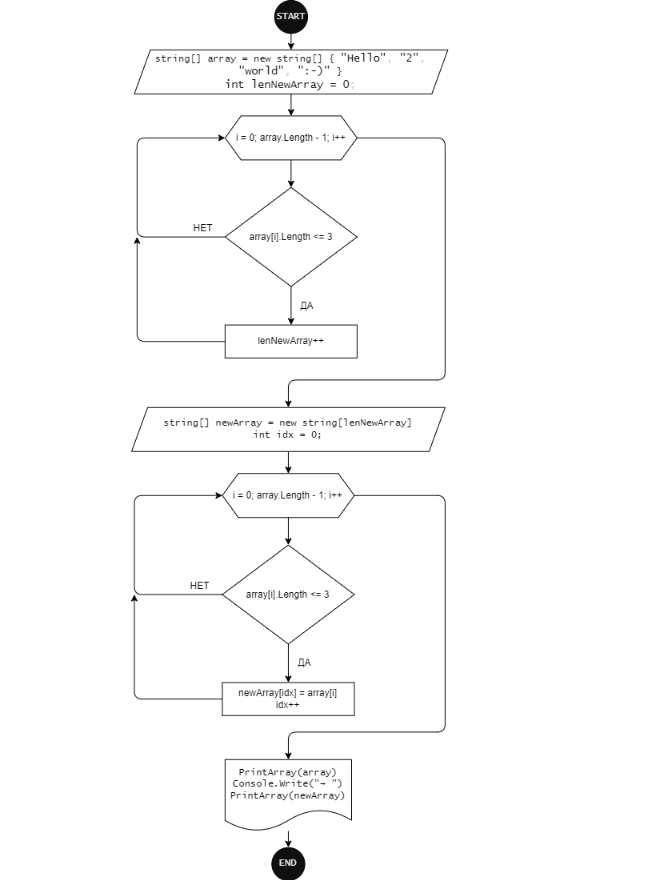 START
string[] array = new string[] { "Hello", "2",
"world", ":-)" }
int lenNewArray = 0;
i = 0; array.Length - 1; i++
НЕТ
array[i].Length <= 3
ДА
lenNewArray++
string[] newArray = new string[lenNewArray]
int idx = 0;
i = 0; array.Length - 1; i++
НЕТ
array[i].Length <= 3
ДА
newArray[idx] = array[i]
idx++
PrintArray(array)
Console.Write("→ ")
PrintArray(newArray)
END